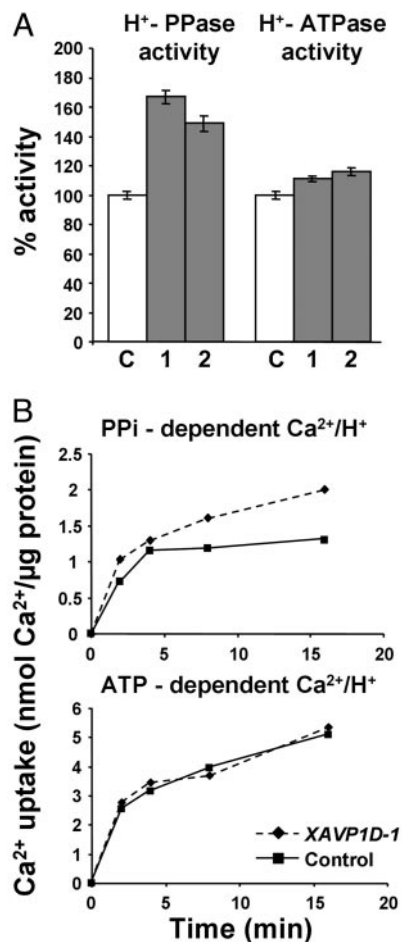 A
H⁺- PPase activity
H⁺- ATPase activity
% activity
200
180
160
140
120
100
80
60
40
20
0
C 1 2 C 1 2
B
Ca²⁺ uptake (nmol Ca²⁺/µg protein)
PPi - dependent Ca²⁺/H⁺
2.5
2
1.5
1
0.5
0
0 5 10 15 20
ATP - dependent Ca²⁺/H⁺
6
5
4
3
2
1
0
XAVP1D-1
Control
0 5 10 15 20
Time (min)